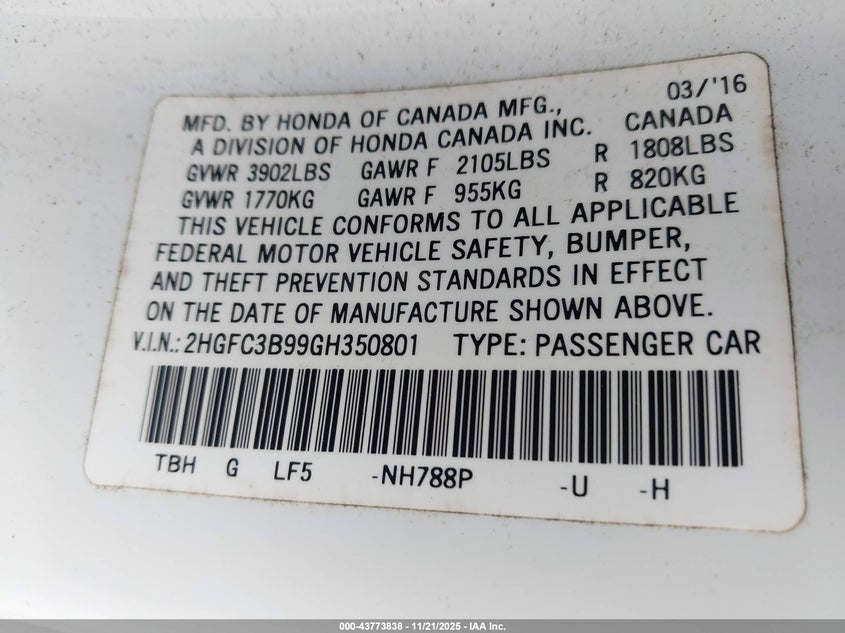 03/'16
MFD. BY HONDA OF CANADA MFG.,
A DIVISION OF HONDA CANADA INC. CANADA
GVWR 3902LBS GAWR F 2105LBS R 1808LBS
GVWR 1770KG GAWR F 955KG R 820KG
THIS VEHICLE CONFORMS TO ALL APPLICABLE
FEDERAL MOTOR VEHICLE SAFETY, BUMPER,
AND THEFT PREVENTION STANDARDS IN EFFECT
ON THE DATE OF MANUFACTURE SHOWN ABOVE.
V.I.N.: 2HGFC3B99GH350801 TYPE: PASSENGER CAR
TBH G LF5 -NH788P -U -H
000-43773838 - 11/21/2025 - IAA Inc.